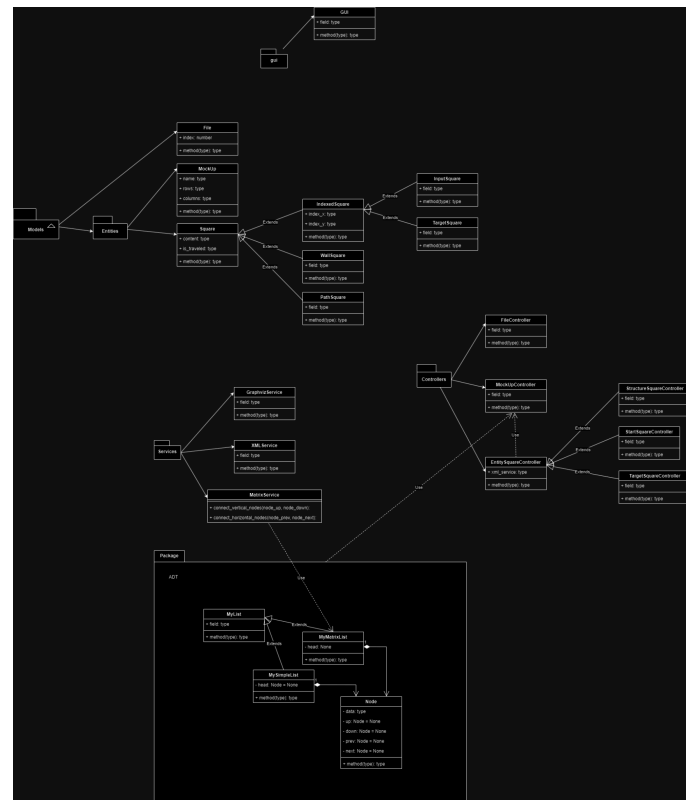 GUI
+ field: type
+ method(type): type
gui
File
+ index: number
+ method(type): type
MockUp
+ name: type
+ rows: type
+ columns: type
+ method(type): type
Models
Entities
Square
+ content: type
+ is_traveled: type
+ method(type): type
Extends
Extends
Extends
IndexedSquare
+ index_x: type
+ index_y: type
+ method(type): type
WallSquare
+ field: type
+ method(type): type
PathSquare
+ field: type
+ method(type): type
Extends
Extends
InputSquare
+ field: type
+ method(type): type
TargetSquare
+ field: type
+ method(type): type
Controllers
FileController
+ field: type
+ method(type): type
MockUpController
+ field: type
+ method(type): type
Use
EntitySquareController
+ xml_service: type
+ method(type): type
Extends
Extends
Extends
StructureSquareController
+ field: type
+ method(type): type
StartSquareController
+ field: type
+ method(type): type
TargetSquareController
+ field: type
+ method(type): type
Services
GraphvizService
+ field: type
+ method(type): type
XMLService
+ field: type
+ method(type): type
MatrixService
+ connect_vertical_nodes(node_up, node_down)
+ connect_horizontal_nodes(node_prev, node_next)
Use
Use
Package
ADT
MyList
+ field: type
+ method(type): type
Extends
Extends
MyMatrixList
- head: None
+ method(type): type
1
MySimpleList
- head: Node = None
+ method(type): type
Node
- data: type
- up: Node = None
- down: Node = None
- prev: Node = None
- next: Node = None
+ method(type): type